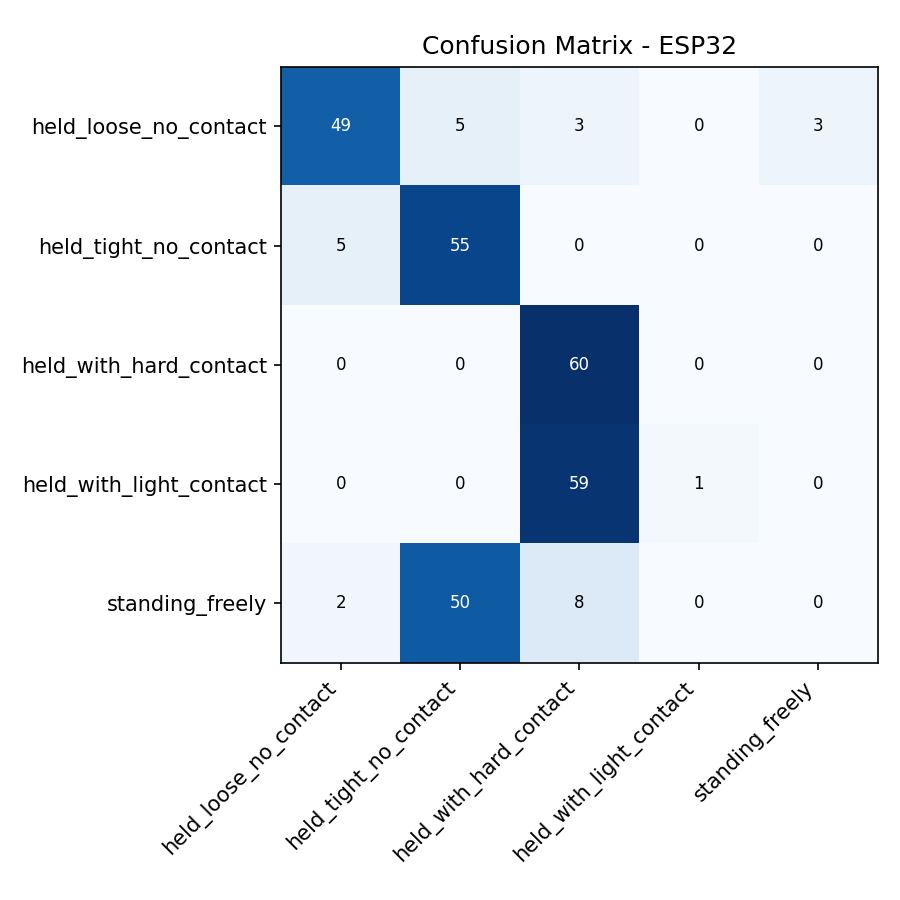 Confusion Matrix - ESP32
held_loose_no_contact 49 5 3 0 3
held_tight_no_contact 5 55 0 0 0
held_with_hard_contact 0 0 60 0 0
held_with_light_contact 0 0 59 1 0
standing_freely 2 50 8 0 0
held_loose_no_contact
held_tight_no_contact
held_with_hard_contact
held_with_light_contact
standing_freely